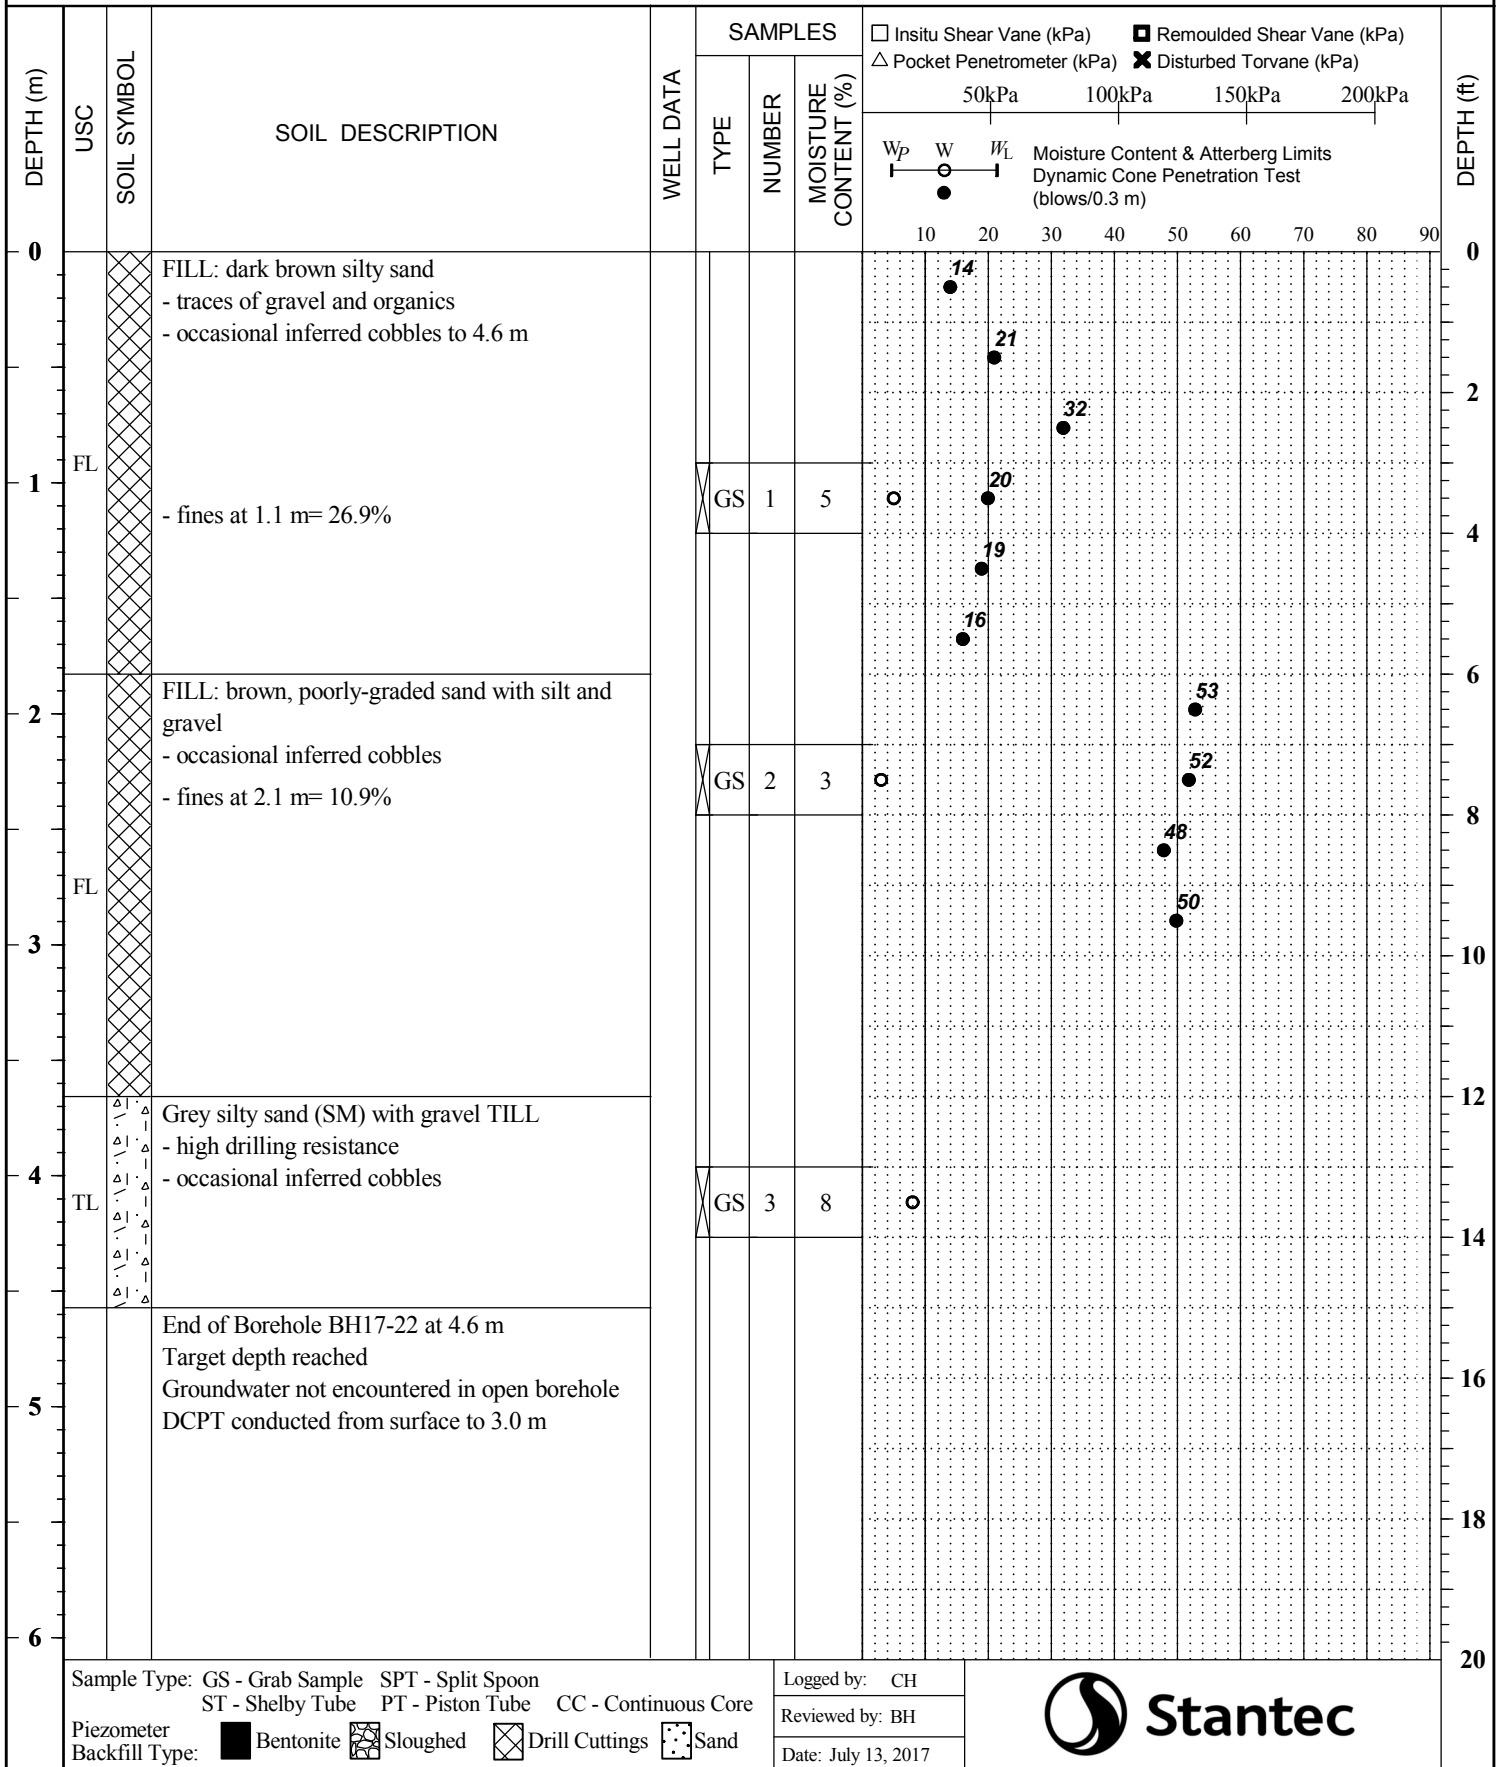 DEPTH (m)
USC
SOIL SYMBOL
SOIL DESCRIPTION
WELL DATA
SAMPLES
TYPE
NUMBER
MOISTURE
CONTENT (%)
Insitu Shear Vane (kPa)
Remoulded Shear Vane (kPa)
Pocket Penetrometer (kPa)
Disturbed Torvane (kPa)
50kPa 100kPa 150kPa 200kPa
WP W WL
Moisture Content & Atterberg Limits
Dynamic Cone Penetration Test
(blows/0.3 m)
10 20 30 40 50 60 70 80 90
DEPTH (ft)
0
FILL: dark brown silty sand
- traces of gravel and organics
- occasional inferred cobbles to 4.6 m
14
0
21
32
2
FL
1
- fines at 1.1 m= 26.9%
GS 1 5
20
4
19
16
6
FILL: brown, poorly-graded sand with silt and
gravel
- occasional inferred cobbles
- fines at 2.1 m= 10.9%
2
53
GS 2 3
52
8
48
FL
50
3
10
12
Grey silty sand (SM) with gravel TILL
- high drilling resistance
- occasional inferred cobbles
4
TL
GS 3 8
14
End of Borehole BH17-22 at 4.6 m
Target depth reached
Groundwater not encountered in open borehole
DCPT conducted from surface to 3.0 m
5
16
18
6
20
Sample Type: GS - Grab Sample SPT - Split Spoon
ST - Shelby Tube PT - Piston Tube CC - Continuous Core
Piezometer
Backfill Type:
Bentonite Sloughed Drill Cuttings Sand
Logged by: CH
Reviewed by: BH
Date: July 13, 2017
Stantec